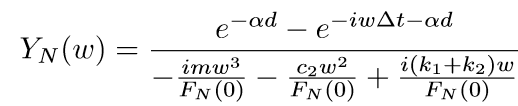 Y_N(w) = \frac{e^{-\alpha d} - e^{-iw\Delta t - \alpha d}}{-\frac{imw^3}{F_N(0)} - \frac{c_2 w^2}{F_N(0)} + \frac{i(k_1+k_2)w}{F_N(0)}}